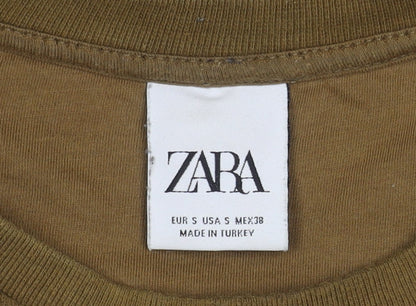 ZARA
EUR S USA S MEX38
MADE IN TURKEY